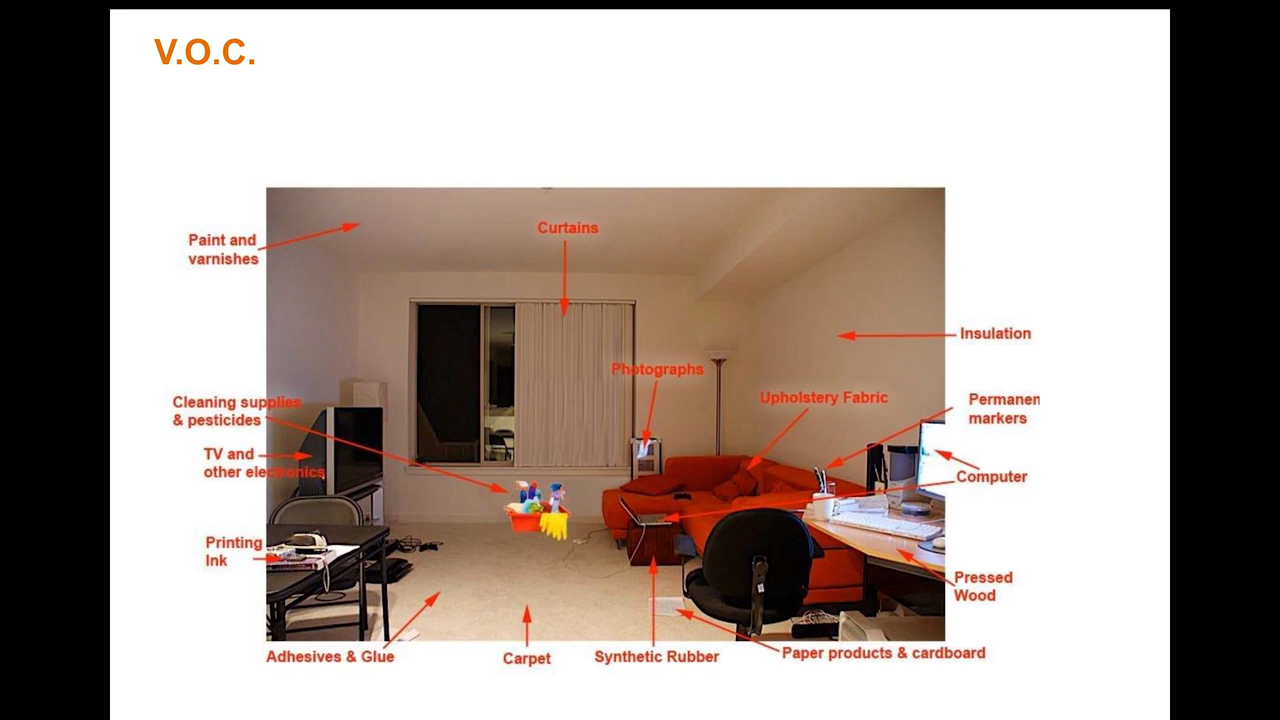 V.O.C.
Paint and
varnishes
Curtains
Insulation
Photographs
Upholstery Fabric
Permanen
markers
Cleaning supplies
& pesticides
TV and
other electronics
Computer
Printing
Ink
Pressed
Wood
Adhesives & Glue
Carpet
Synthetic Rubber
Paper products & cardboard